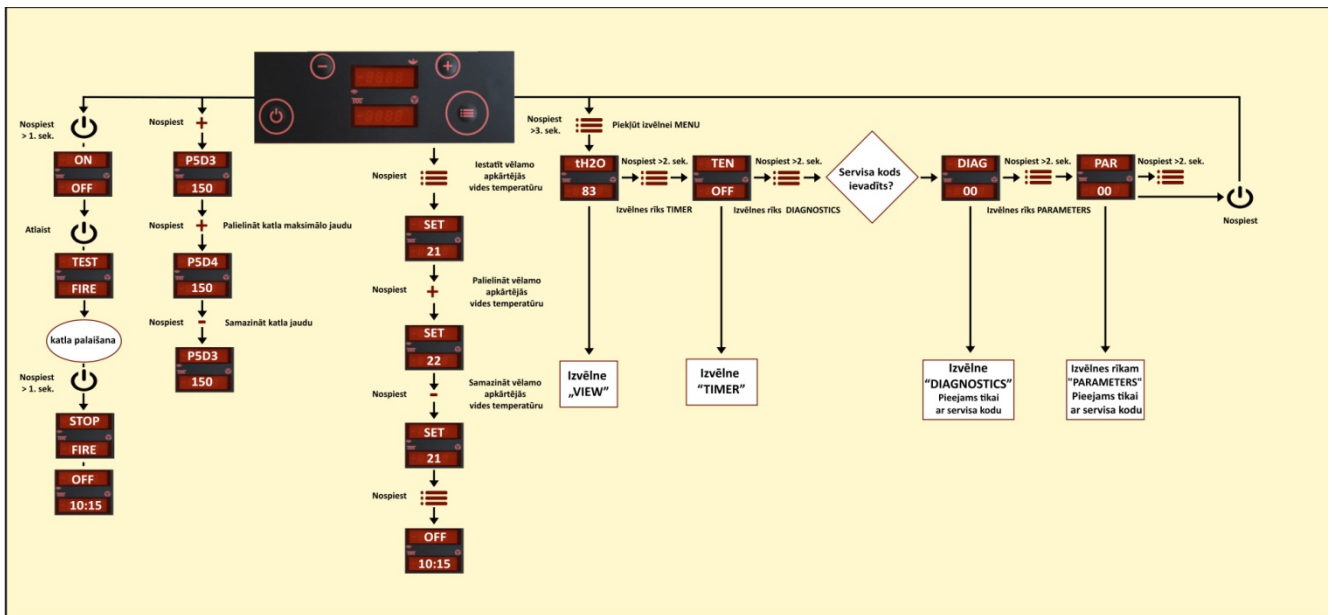 Nospiest
> 1. sek.
ON
OFF
Atlaist
TEST
FIRE
katla palaišana
Nospiest
> 1. sek.
STOP
FIRE
OFF
10:15
Nospiest +
P5D3
150
Nospiest + Palielināt katla maksimālo jaudu
P5D4
150
Nospiest - Samazināt katla jaudu
P5D3
150
Nospiest
Iestatīt vēlamo
apkārtējās
vides temperatūru
SET
21
Nospiest +
Palielināt vēlamo
apkārtējās
vides temperatūru
SET
22
Nospiest -
Samazināt vēlamo
apkārtējās
vides temperatūru
SET
21
Nospiest
OFF
10:15
Nospiest
>3. sek.
Piekļūt izvēlnei MENU
tH2O
83
Nospiest >2. sek.
Izvēlnes rīks TIMER
TEN
OFF
Nospiest >2. sek.
Izvēlnes rīks DIAGNOSTICS
Servisa kods
ievadīts?
DIAG
00
Nospiest >2. sek.
Izvēlnes rīks PARAMETERS
PAR
00
Nospiest >2. sek.
Nospiest
Izvēlne
„VIEW”
Izvēlne
“TIMER”
Izvēlne
“DIAGNOSTICS”
Pieejams tikai
ar servisa kodu
Izvēlnes rīkam
"PARAMETERS"
Pieejams tikai
ar servisa kodu